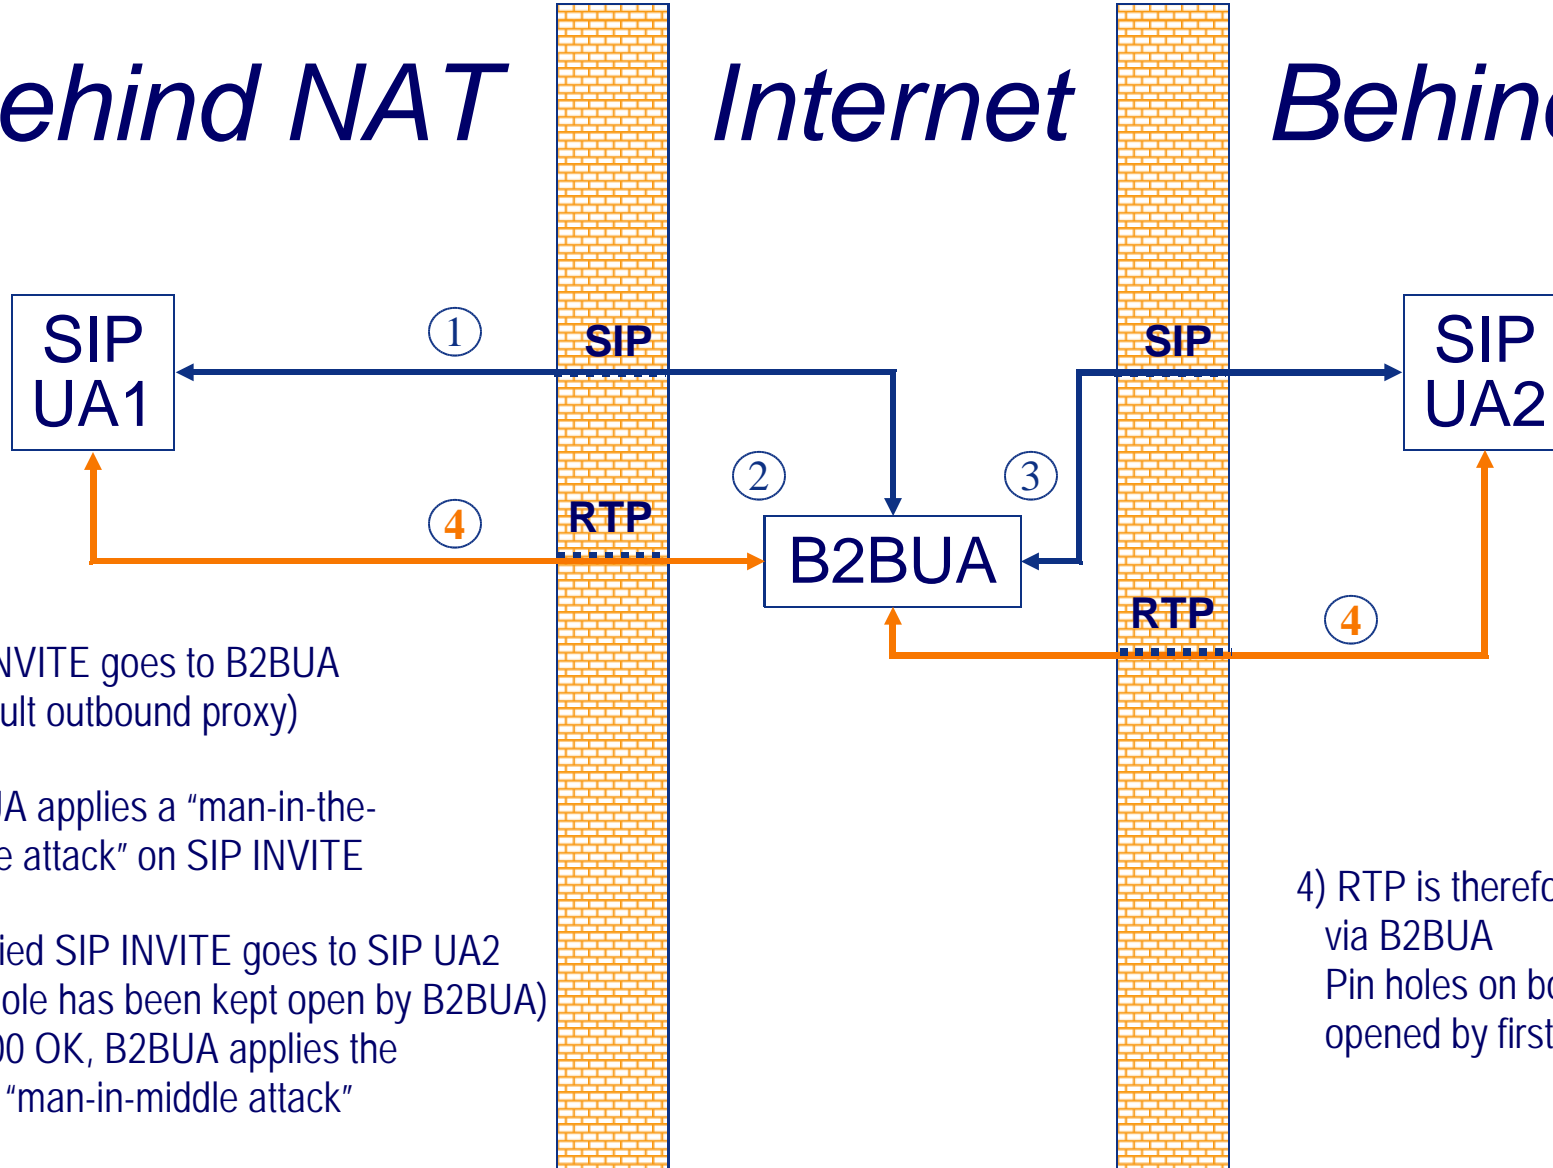 ehind NAT
Internet
Behin
SIP
UA1
1
SIP
SIP
SIP
UA2
2
3
4
RTP
B2BUA
RTP
4
NVITE goes to B2BUA
ult outbound proxy)
A applies a “man-in-the-
e attack” on SIP INVITE
ied SIP INVITE goes to SIP UA2
ole has been kept open by B2BUA)
00 OK, B2BUA applies the
“man-in-middle attack”
4) RTP is therefo
via B2BUA
Pin holes on bo
opened by first